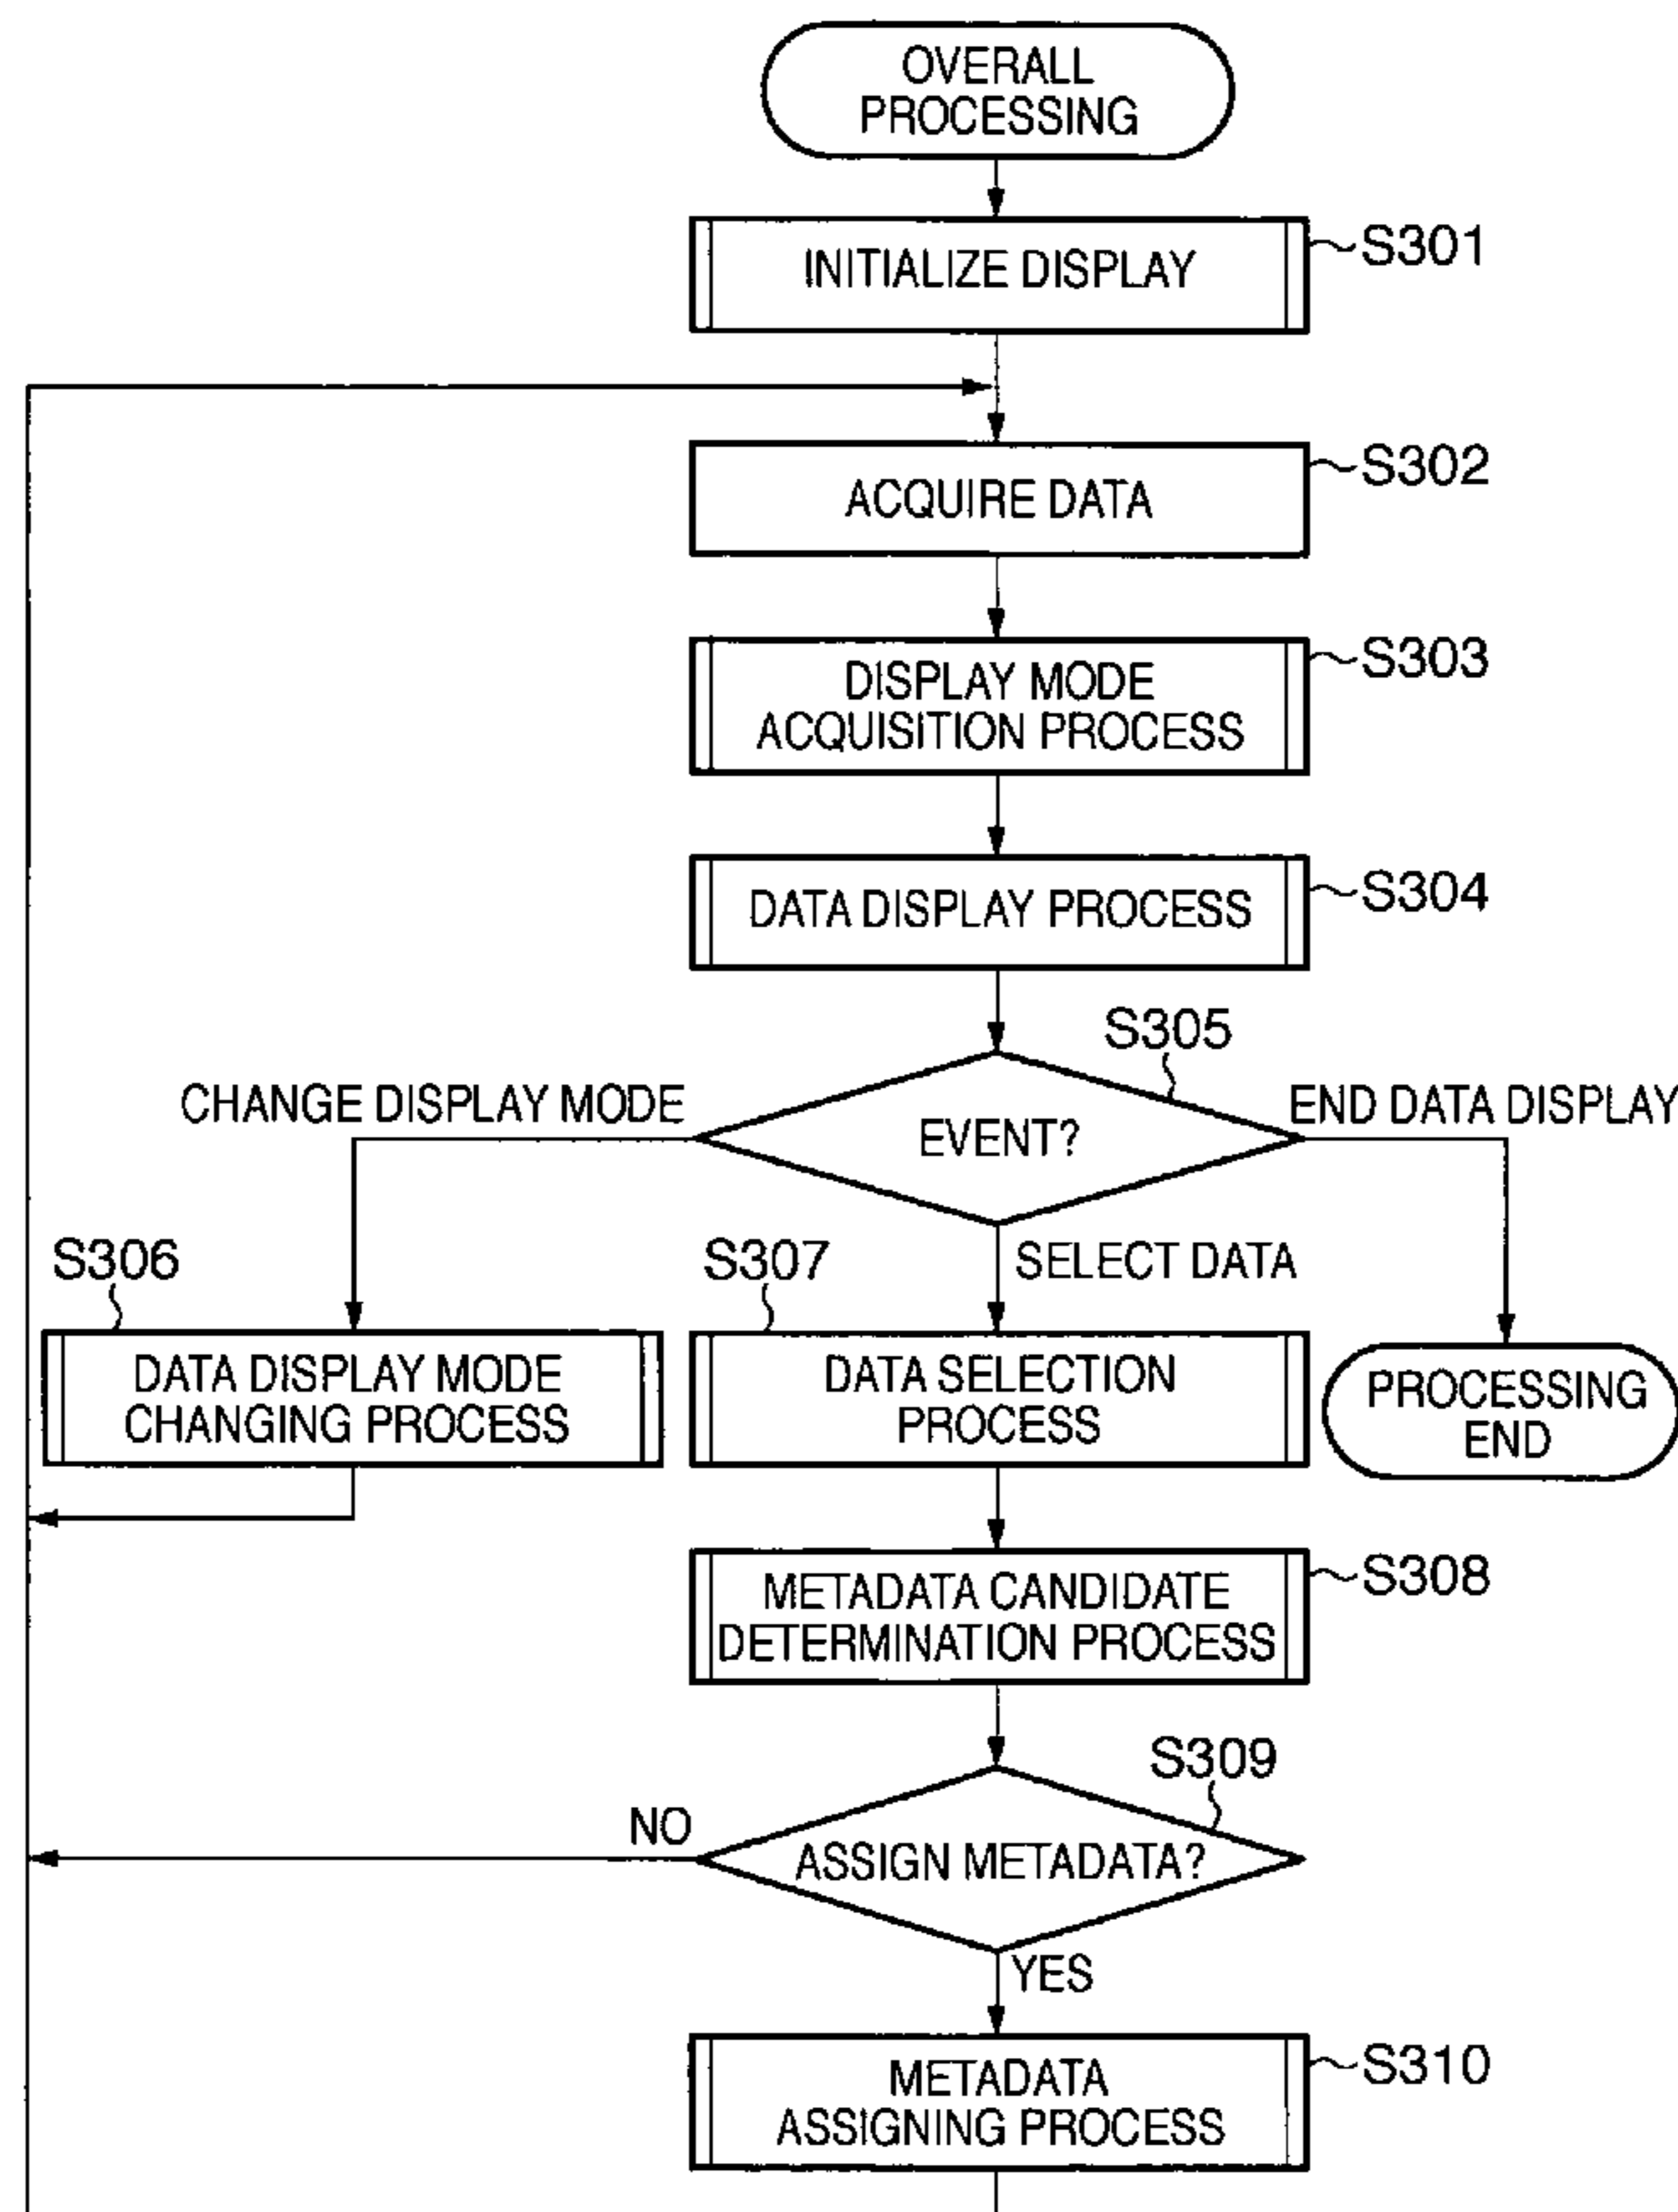 OVERALL
PROCESSING
INITIALIZE DISPLAY
S301
ACQUIRE DATA
S302
DISPLAY MODE
ACQUISITION PROCESS
S303
DATA DISPLAY PROCESS
S304
S305
CHANGE DISPLAY MODE
EVENT?
END DATA DISPLAY
S306
S307
SELECT DATA
DATA DISPLAY MODE
CHANGING PROCESS
DATA SELECTION
PROCESS
PROCESSING
END
METADATA CANDIDATE
DETERMINATION PROCESS
S308
S309
NO
ASSIGN METADATA?
YES
METADATA
ASSIGNING PROCESS
S310